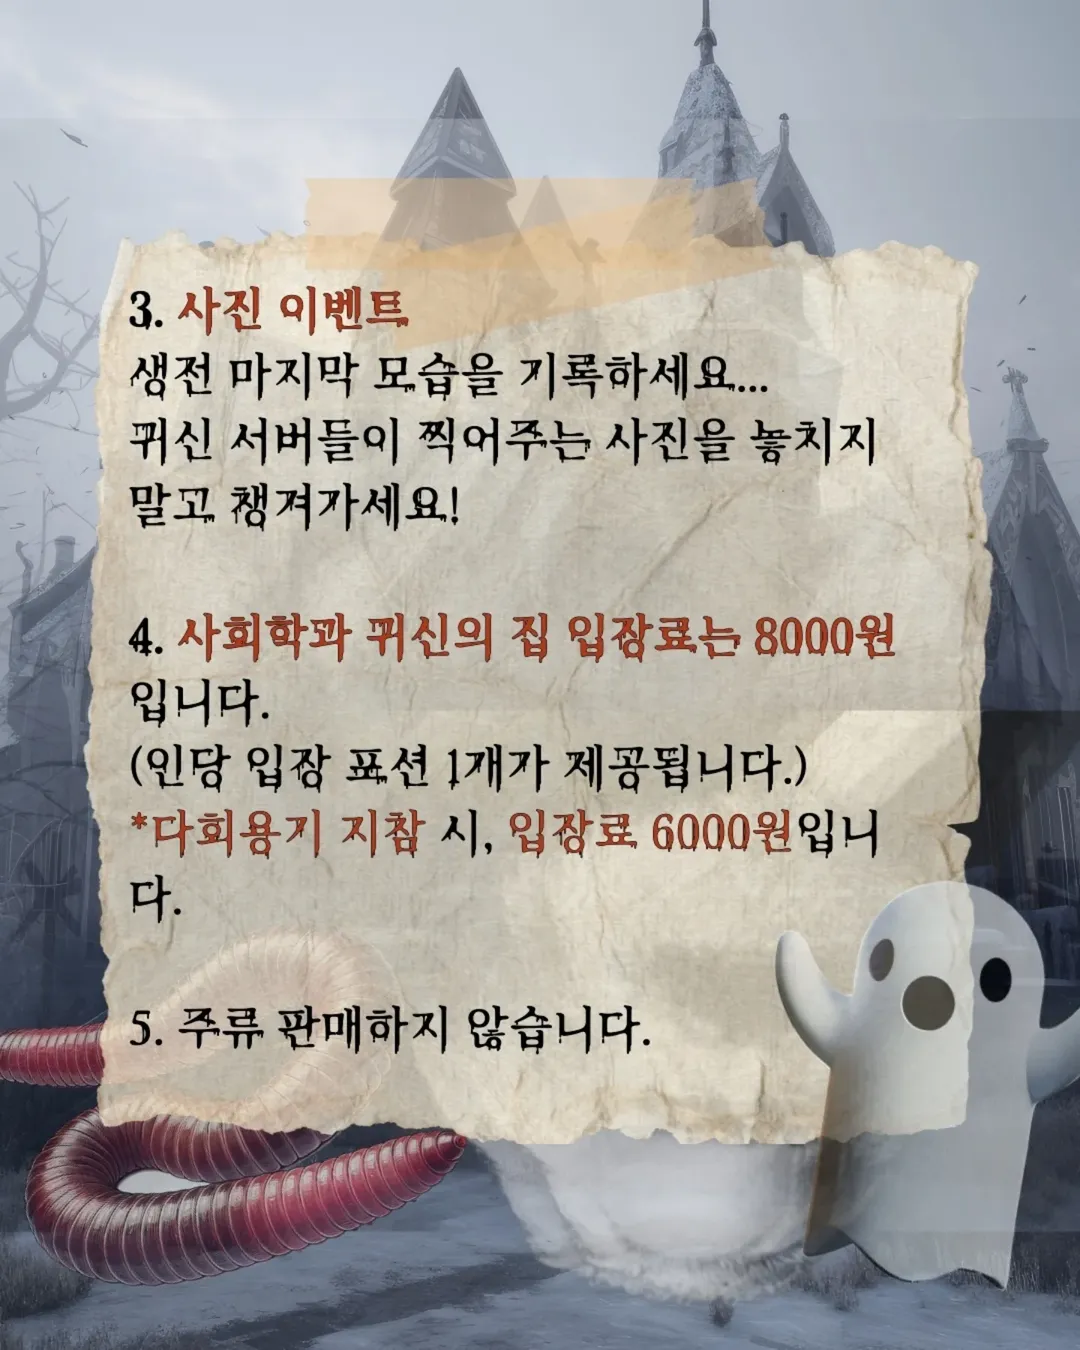 3. 사진 이벤트
생전 마지막 모습을 기록하세요...
귀신 서버들이 찍어주는 사진을 놓치지
말고 챙겨가세요!
4. 사회학과 귀신의 집 입장료는 8000원
입니다.
(인당 입장 포션 1개가 제공됩니다.)
*다회용기 지참 시, 입장료 6000원입니
다.
5. 주류 판매하지 않습니다.